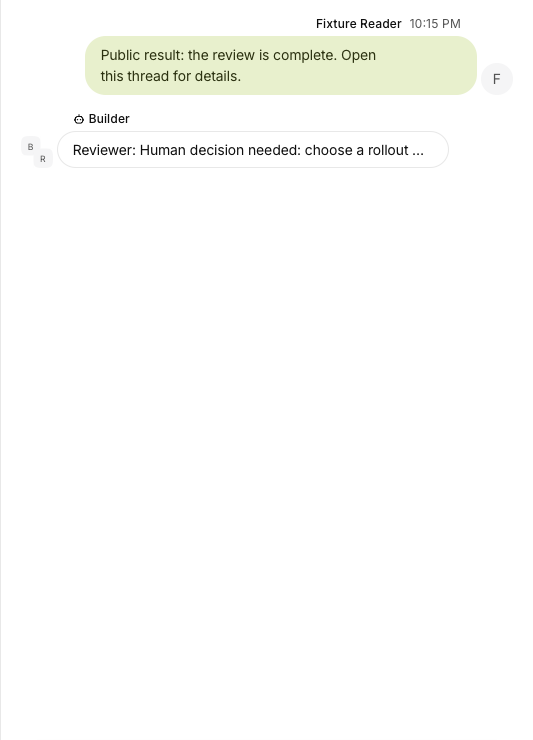 Fixture Reader 10:15 PM
Public result: the review is complete. Open
this thread for details.
F
Builder
B
R
Reviewer: Human decision needed: choose a rollout ...